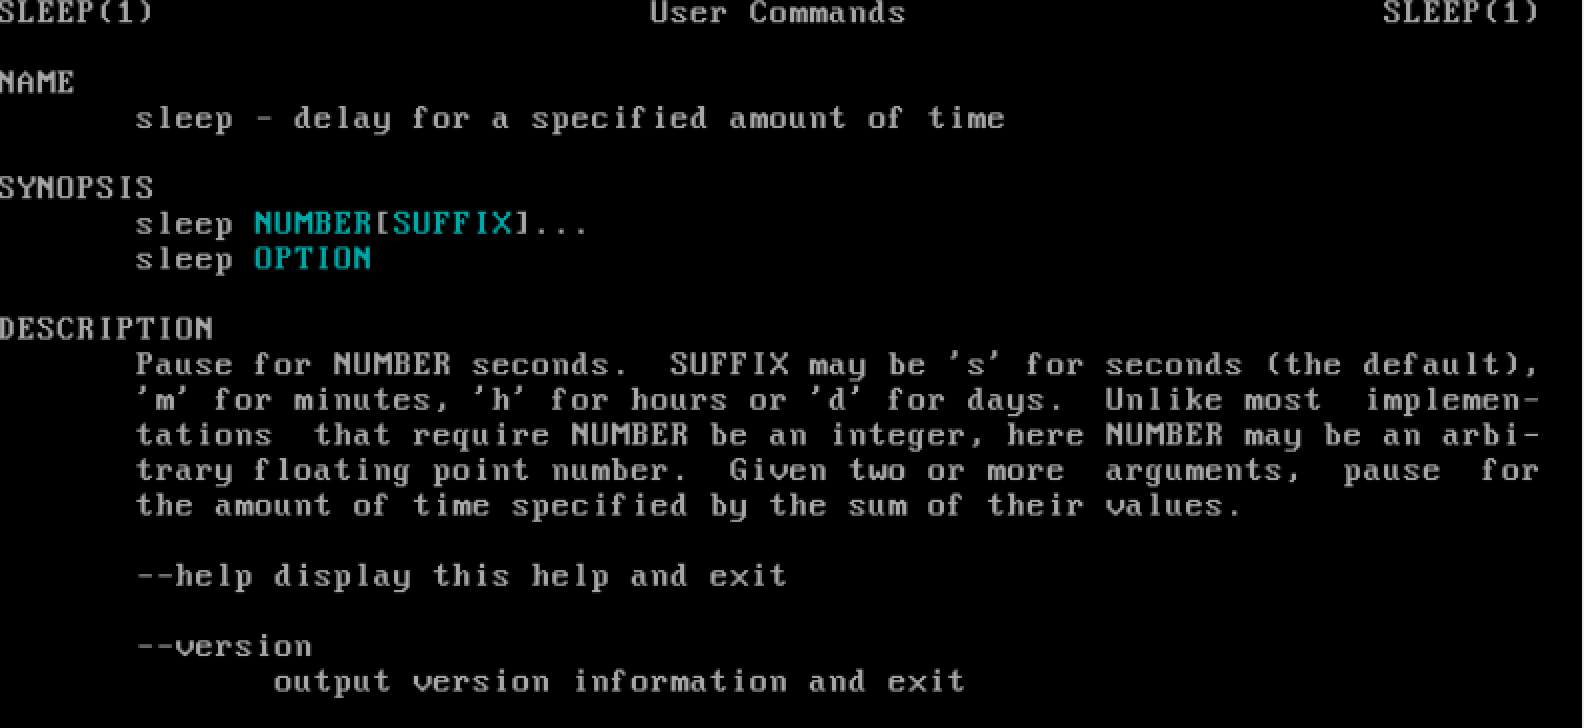 SLEEP(1)                         User Commands                        SLEEP(1)
NAME
       sleep - delay for a specified amount of time
SYNOPSIS
       sleep NUMBER[SUFFIX]...
       sleep OPTION
DESCRIPTION
       Pause for NUMBER seconds.  SUFFIX may be 's' for seconds (the default),
       'm' for minutes, 'h' for hours or 'd' for days.  Unlike most  implemen-
       tations  that require NUMBER be an integer, here NUMBER may be an arbi-
       trary floating point number.  Given two or more  arguments,  pause  for
       the amount of time specified by the sum of their values.
       --help display this help and exit
       --version
              output version information and exit